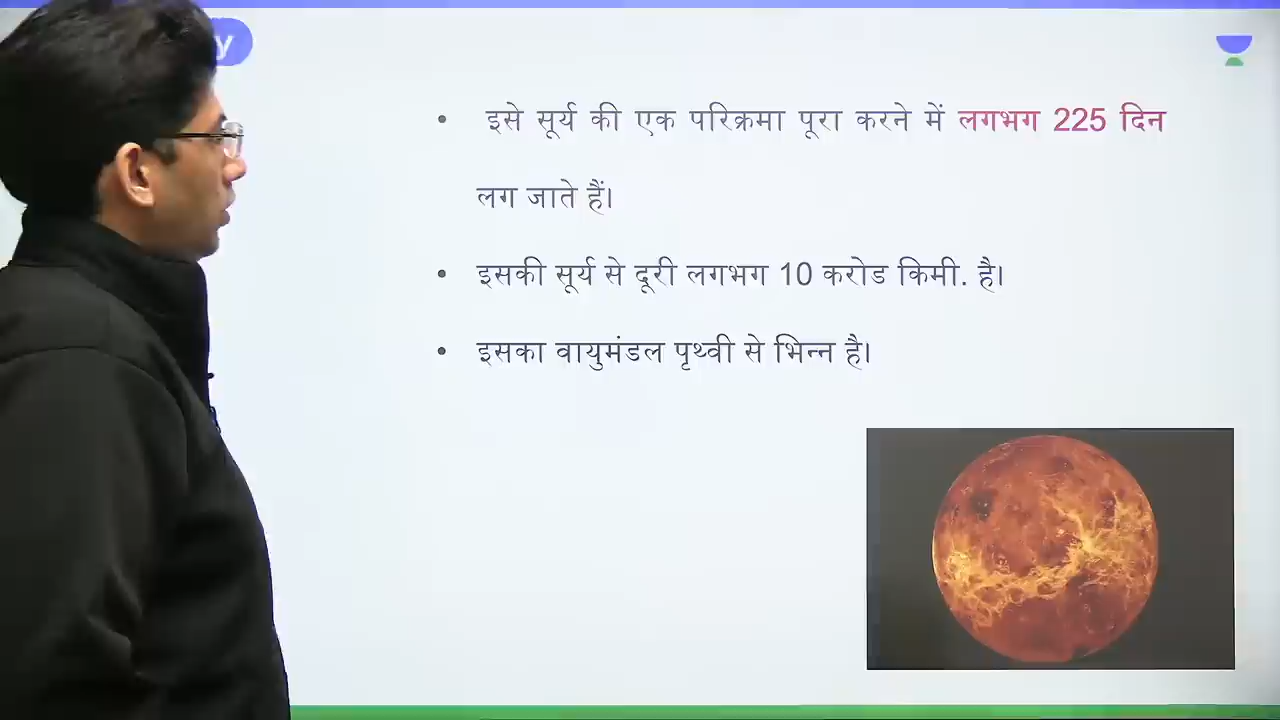 y
• इसे सूर्य की एक परिक्रमा पूरा करने में लगभग 225 दिन
लग जाते हैं।
• इसकी सूर्य से दूरी लगभग 10 करोड किमी. है।
• इसका वायुमंडल पृथ्वी से भिन्न है।